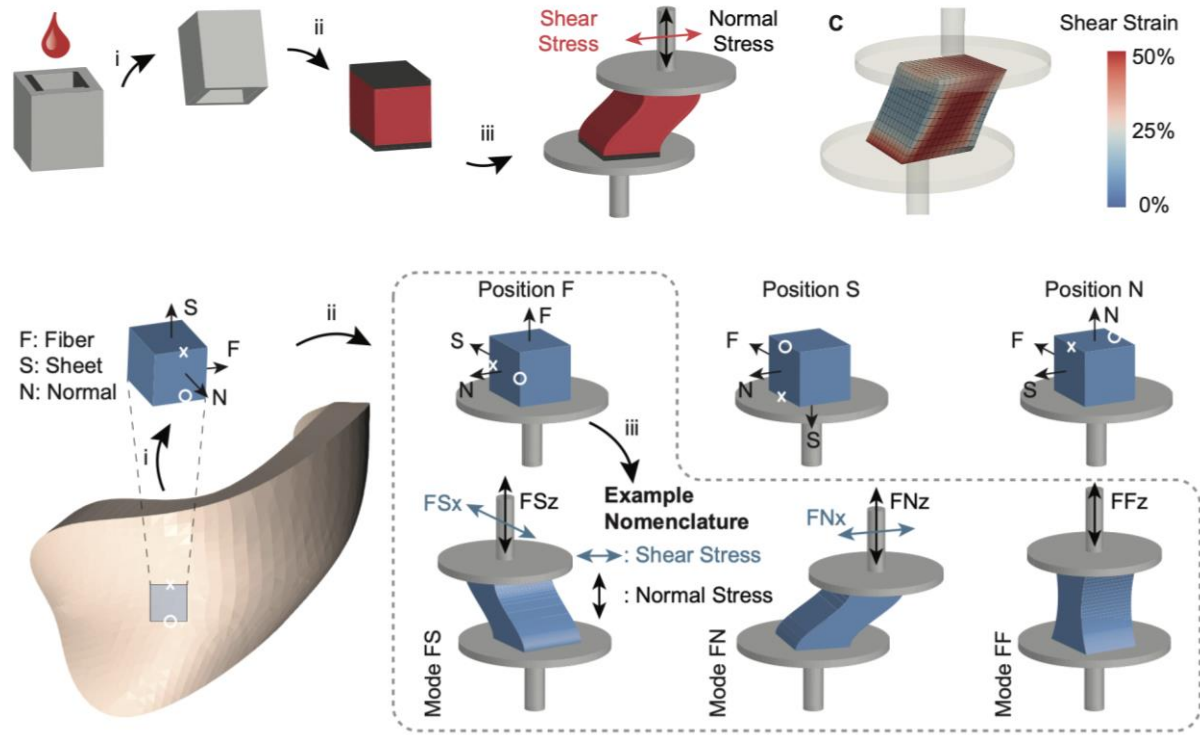 i
ii
iii
Shear
Stress
Normal
Stress
C
Shear Strain
50%
25%
0%
F: Fiber
S: Sheet
N: Normal
S
F
x
N
i
ii
Position F
F
S
x
N
iii
Position S
F
N
x
S
Position N
N
F
x
S
Example
Nomenclature
: Shear Stress
: Normal Stress
x
Mode FS
FSx
FSz
Mode FN
FNx
FNz
Mode FF
FFz